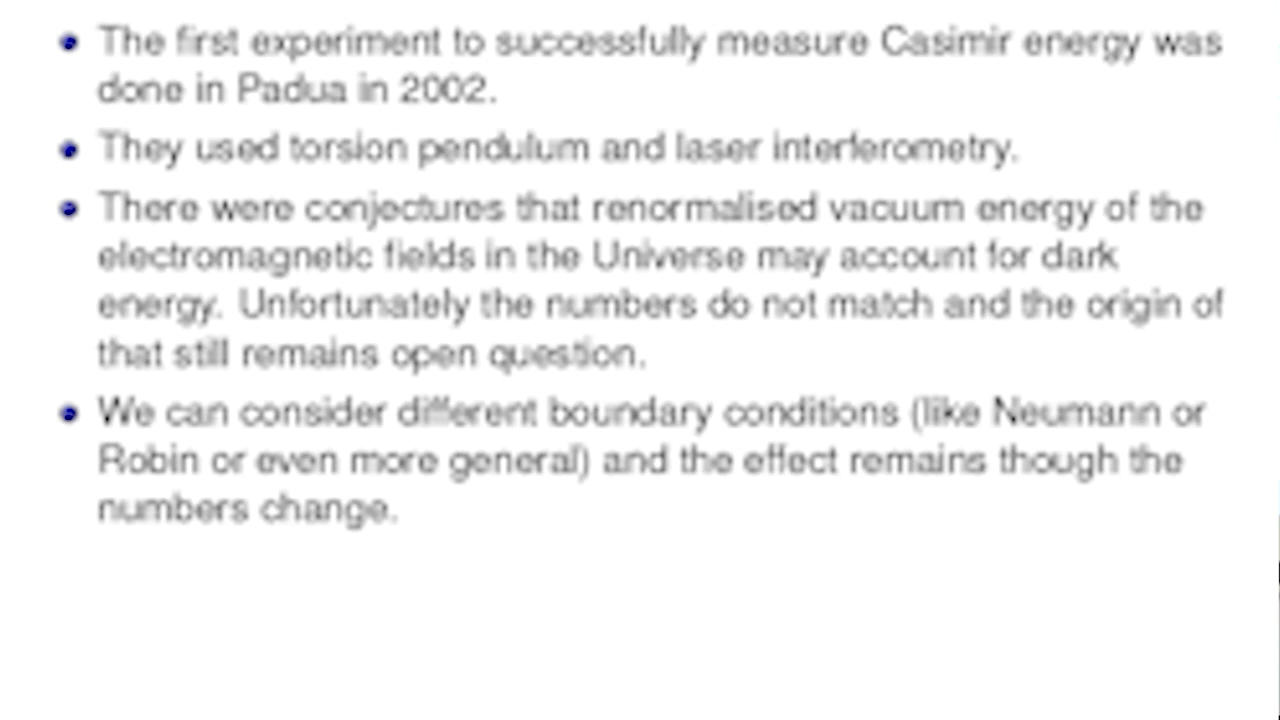 The first experiment to successfully measure Casimir energy was
done in Padua in 2002.
They used torsion pendulum and laser interferometry.
There were conjectures that renormalised vacuum energy of the
electromagnetic fields in the Universe may account for dark
energy. Unfortunately the numbers do not match and the origin of
that still remains open question.
We can consider different boundary conditions (like Neumann or
Robin or even more general) and the effect remains though the
numbers change.